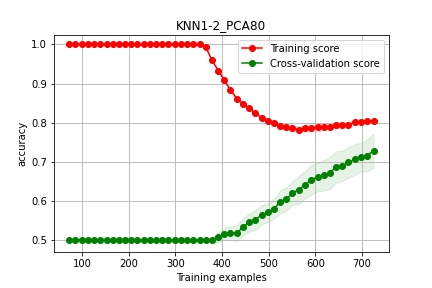 KNN1-2_PCA80
Training score
Cross-validation score
accuracy
1.0
0.9
0.8
0.7
0.6
0.5
100 200 300 400 500 600 700
Training examples